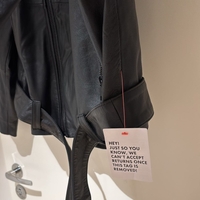 HEY!
JUST SO YOU
KNOW, WE
CAN'T ACCEPT
RETURNS ONCE
THIS TAG IS
REMOVED!